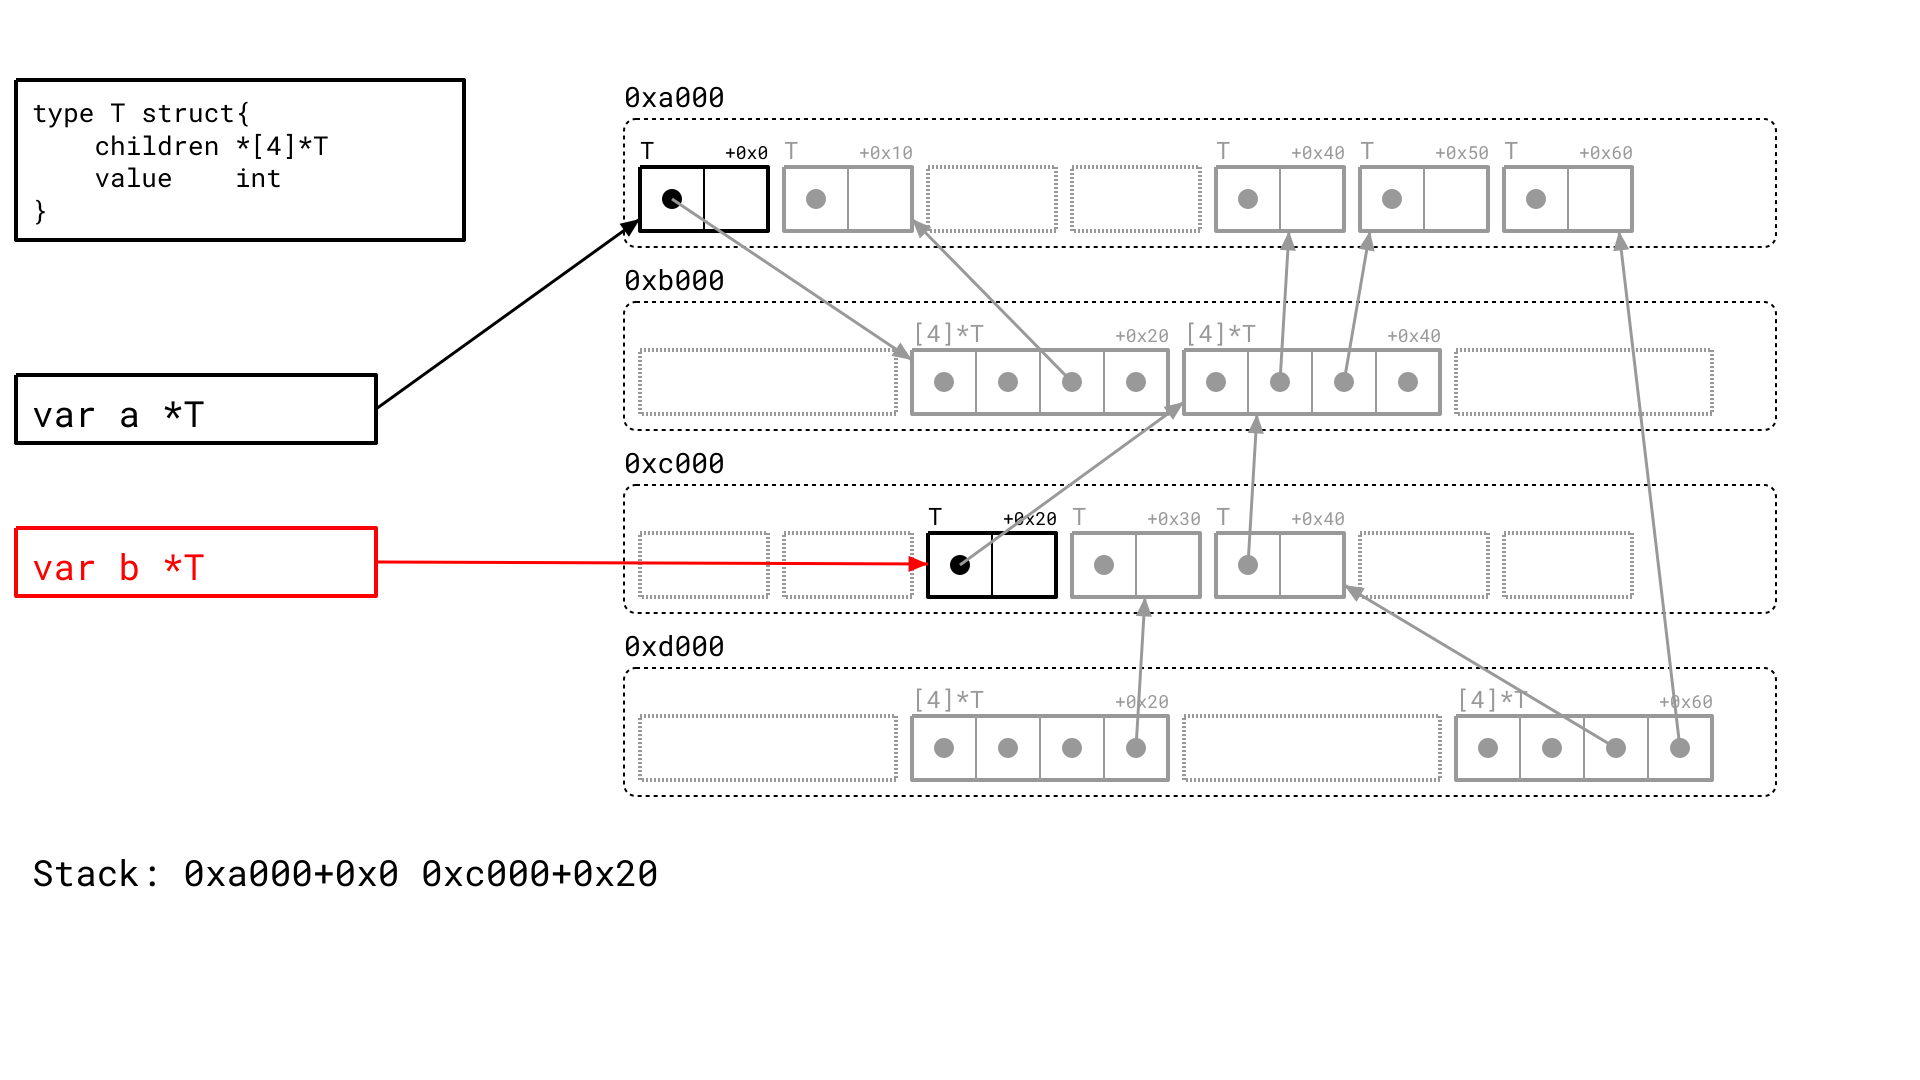 type T struct{
    children *[4]*T
    value    int
}
var a *T
var b *T
0xa000
T +0x0 T +0x10 T +0x40 T +0x50 T +0x60
0xb000
[4]*T +0x20 [4]*T +0x40
0xc000
T +0x20 T +0x30 T +0x40
0xd000
[4]*T +0x20 [4]*T +0x60
Stack: 0xa000+0x0 0xc000+0x20